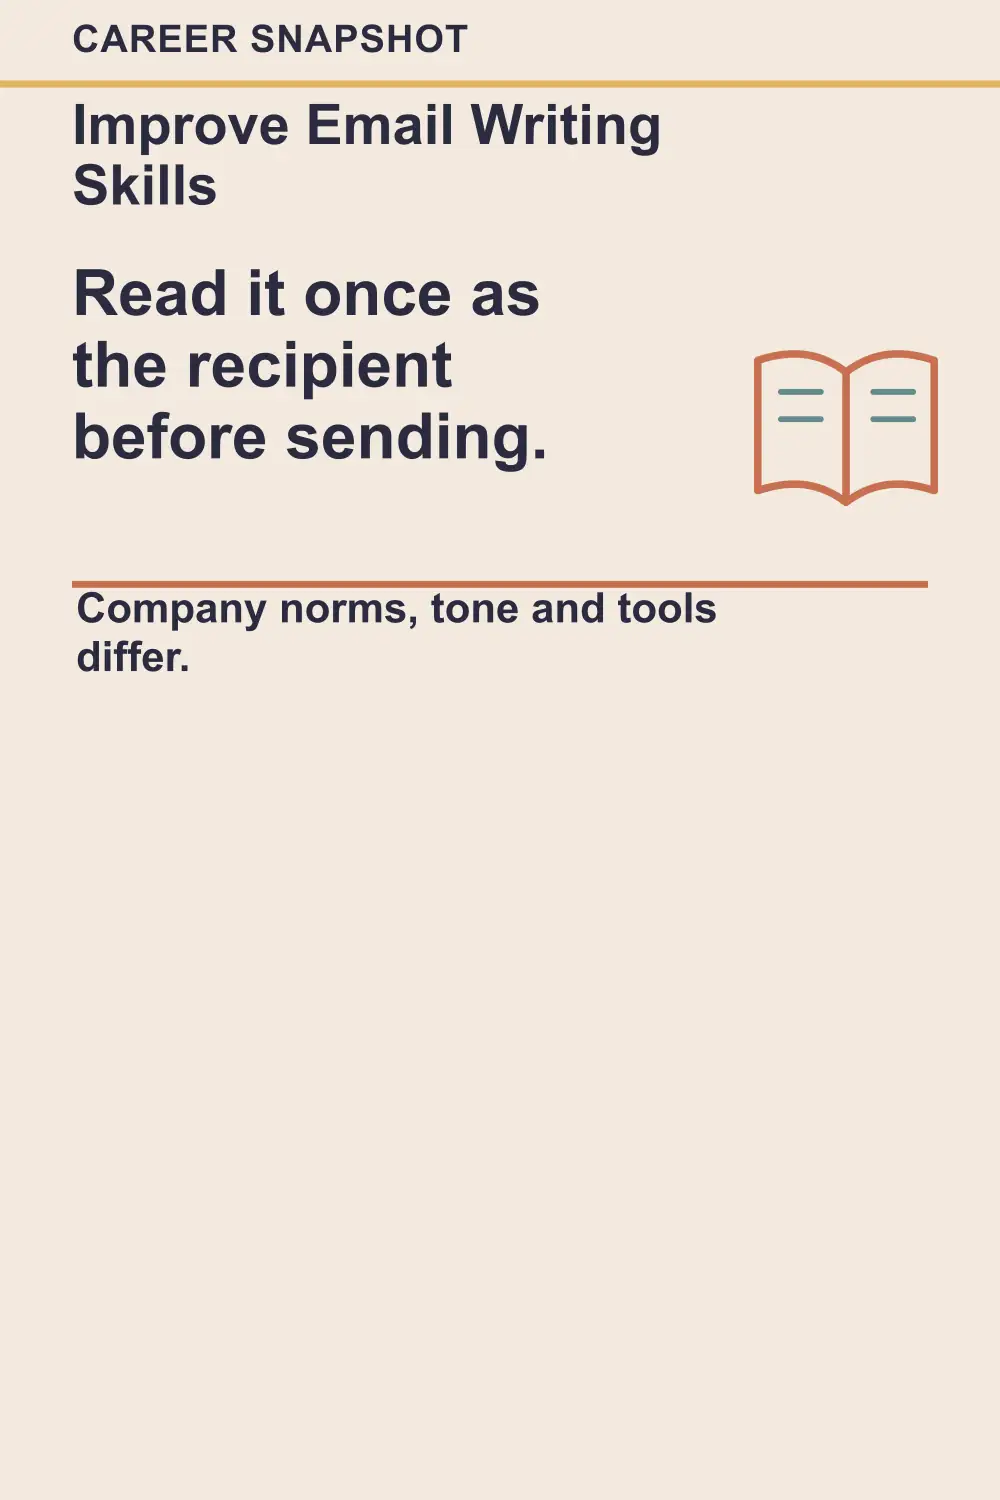 CAREER SNAPSHOT
Improve Email Writing
Skills
Read it once as
the recipient
before sending.
Company norms, tone and tools
differ.